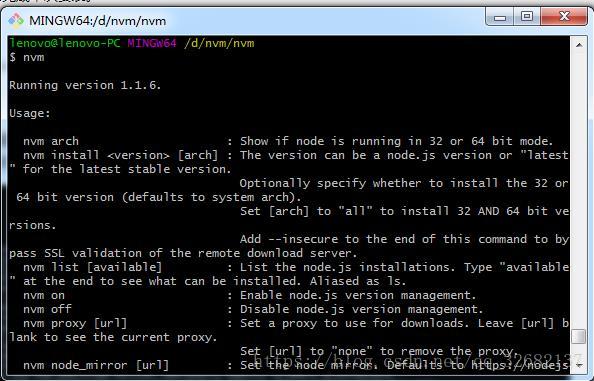 MINGW64:/d/nvm/nvm
lenovo@lenovo-PC MINGW64 /d/nvm/nvm
$ nvm
Running version 1.1.6.
Usage:
nvm arch : Show if node is running in 32 or 64 bit mode.
nvm install <version> [arch] : The version can be a node.js version or "latest
" for the latest stable version.
Optionally specify whether to install the 32 or
64 bit version (defaults to system arch).
Set [arch] to "all" to install 32 AND 64 bit ve
rsions.
Add --insecure to the end of this command to by
pass SSL validation of the remote download server.
nvm list [available] : List the node.js installations. Type "available
" at the end to see what can be installed. Aliased as ls.
nvm on : Enable node.js version management.
nvm off : Disable node.js version management.
nvm proxy [url] : Set a proxy to use for downloads. Leave [url] b
lank to see the current proxy.
Set [url] to "none" to remove the proxy.
nvm node_mirror [url] : Set the node mirror. Defaults to https://nodej
https://blog.csdn.net/qq_32682137